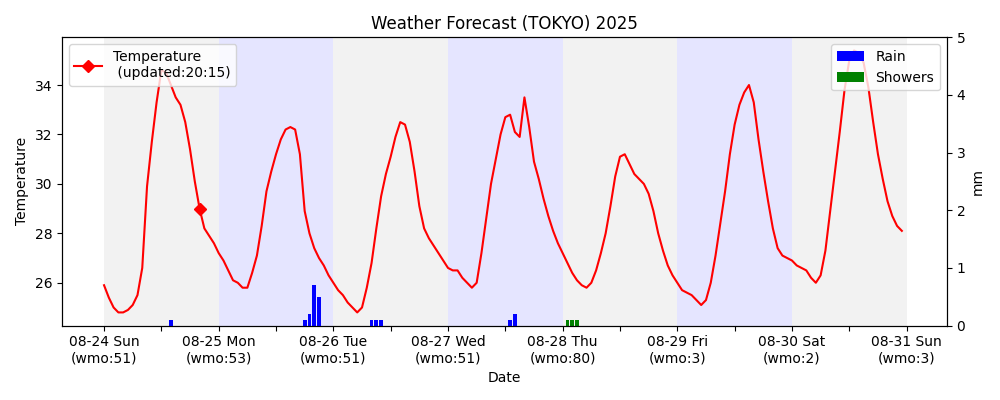 Weather Forecast (TOKYO) 2025
Temperature
(updated:20:15)
Rain
Showers
Temperature
34
32
30
28
26
5
4
3
2
1
0
mm
08-24 Sun
(wmo:51)
08-25 Mon
(wmo:53)
08-26 Tue
(wmo:51)
08-27 Wed
(wmo:51)
08-28 Thu
(wmo:80)
08-29 Fri
(wmo:3)
08-30 Sat
(wmo:2)
08-31 Sun
(wmo:3)
Date